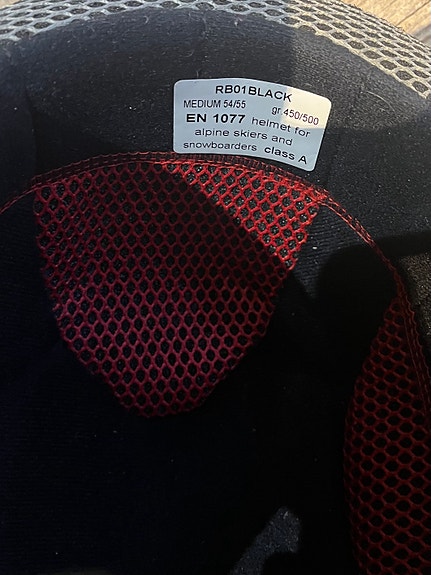 RB01BLACK
MEDIUM 54/55 gr.450/500
EN 1077 helmet for
alpine skiers and
snowboarders class A